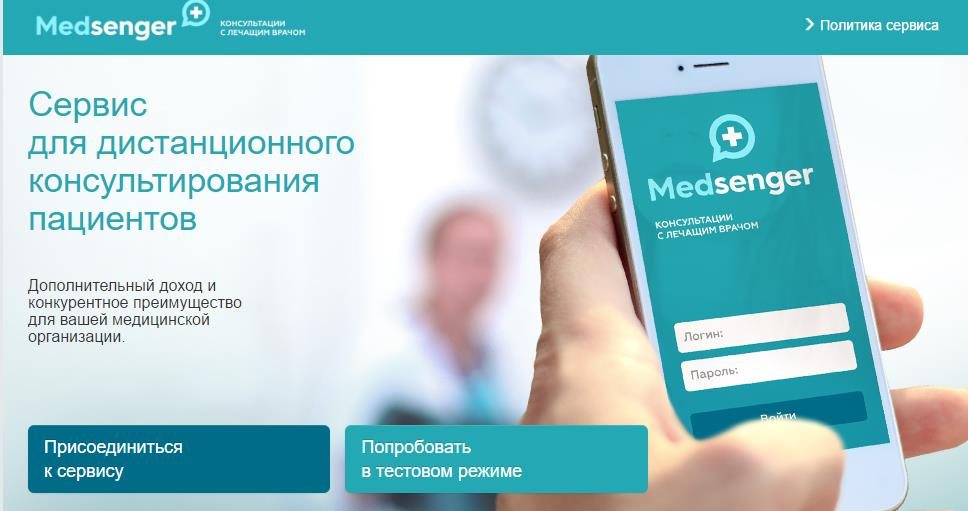 Medsenger
КОНСУЛЬТАЦИИ
С ЛЕЧАЩИМ ВРАЧОМ
Политика сервиса
Сервис
для дистанционного
консультирования
пациентов
Дополнительный доход и
конкурентное преимущество
для вашей медицинской
организации.
Присоединиться
к сервису
Попробовать
в тестовом режиме
Medsenger
КОНСУЛЬТАЦИИ
С ЛЕЧАЩИМ ВРАЧОМ
Логин:
Пароль:
Войти